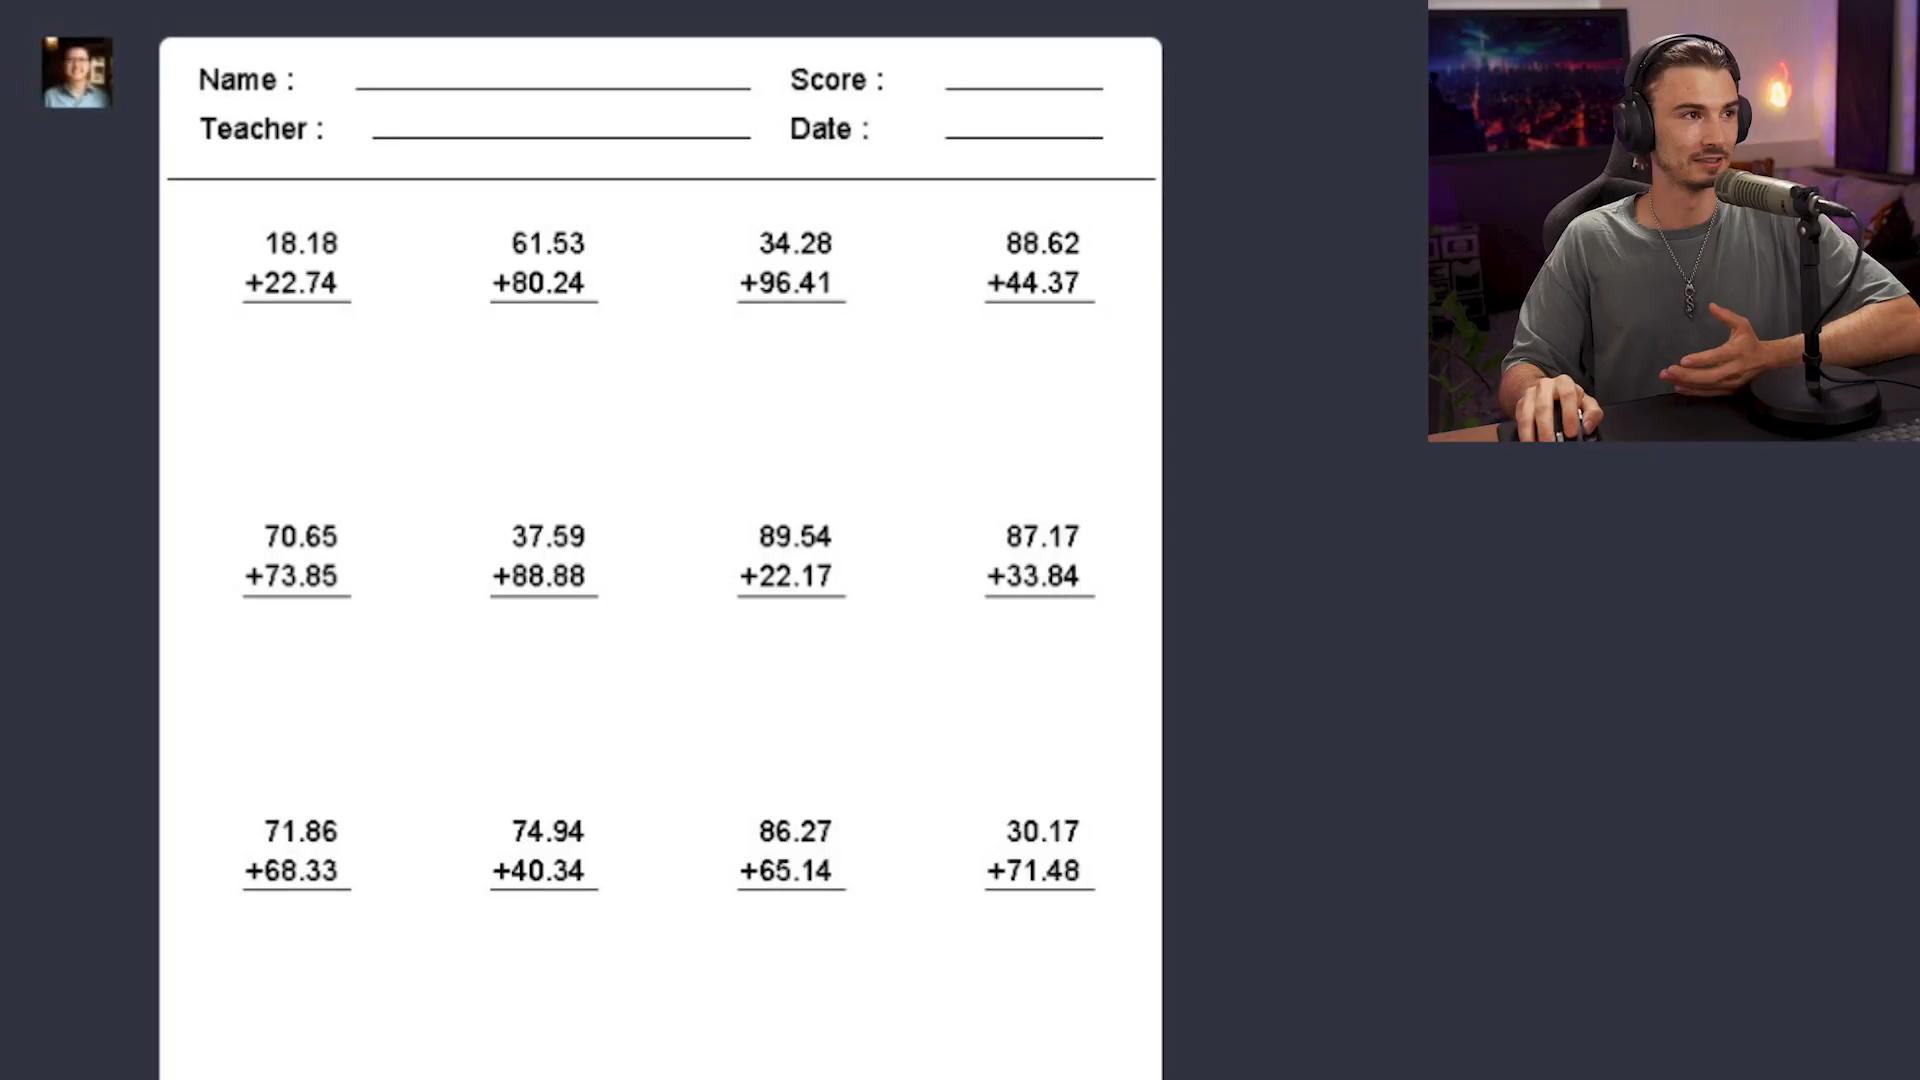 Name : Score :
Teacher : Date :
18.18 61.53 34.28 88.62
+22.74 +80.24 +96.41 +44.37
70.65 37.59 89.54 87.17
+73.85 +88.88 +22.17 +33.84
71.86 74.94 86.27 30.17
+68.33 +40.34 +65.14 +71.48